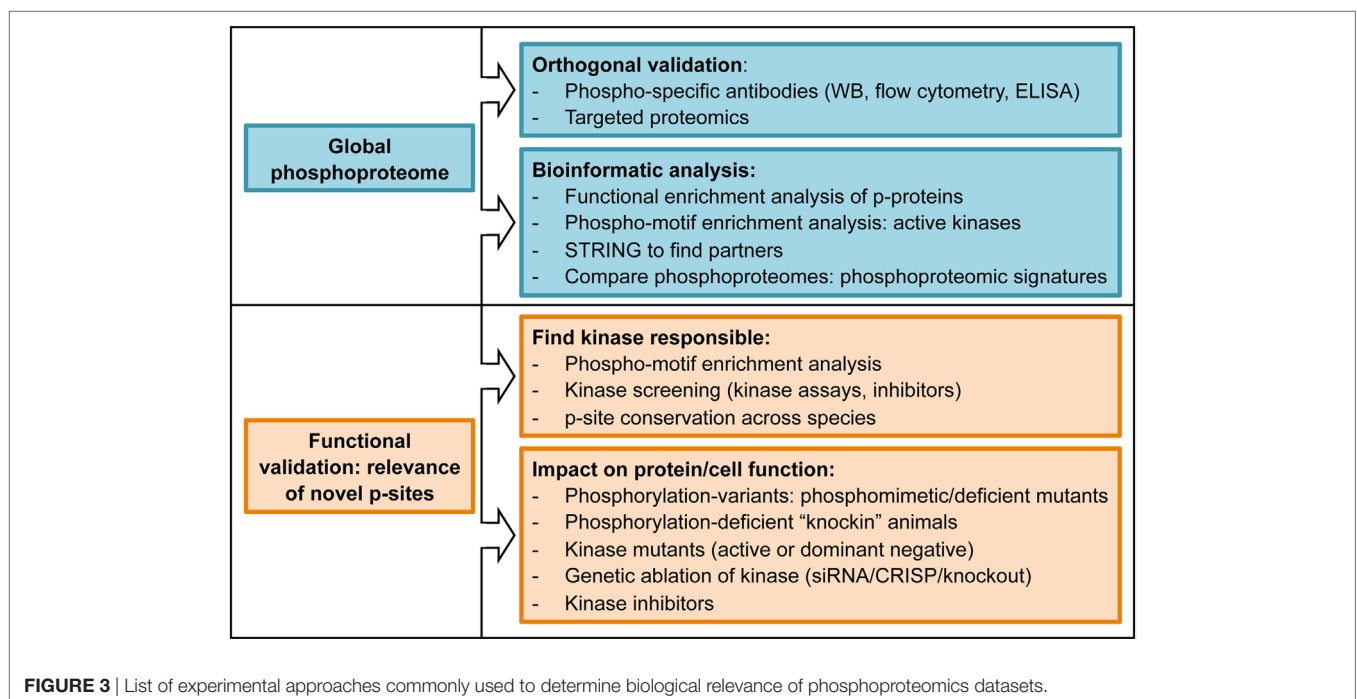 Global
phosphoproteome
Orthogonal validation:
- Phospho-specific antibodies (WB, flow cytometry, ELISA)
- Targeted proteomics
Bioinformatic analysis:
- Functional enrichment analysis of p-proteins
- Phospho-motif enrichment analysis: active kinases
- STRING to find partners
- Compare phosphoproteomes: phosphoproteomic signatures
Functional
validation: relevance
of novel p-sites
Find kinase responsible:
- Phospho-motif enrichment analysis
- Kinase screening (kinase assays, inhibitors)
- p-site conservation across species
Impact on protein/cell function:
- Phosphorylation-variants: phosphomimetic/deficient mutants
- Phosphorylation-deficient “knockin” animals
- Kinase mutants (active or dominant negative)
- Genetic ablation of kinase (siRNA/CRISP/knockout)
- Kinase inhibitors
FIGURE 3 | List of experimental approaches commonly used to determine biological relevance of phosphoproteomics datasets.